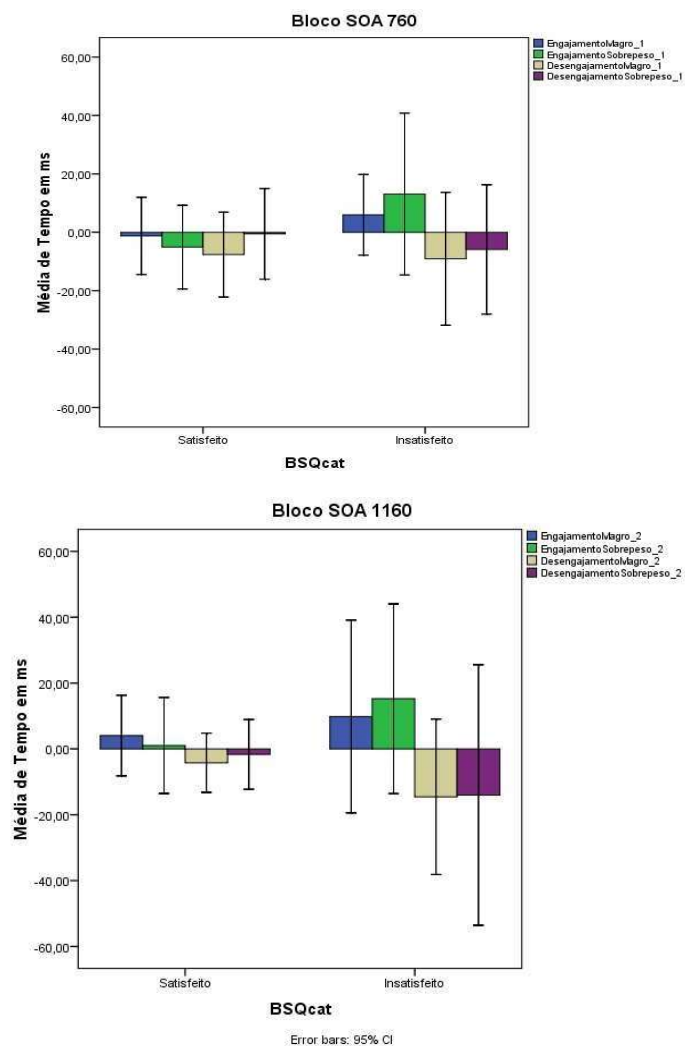 Bloco SOA 760
EngajamentoMagro_1
EngajamentoSobrepeso_1
DesengajamentoMagro_1
DesengajamentoSobrepeso_1
Média de Tempo em ms
60,00
40,00
20,00
0,00
-20,00
-40,00
-60,00
Satisfeito
Insatisfeito
BSQcat
Bloco SOA 1160
EngajamentoMagro_2
EngajamentoSobrepeso_2
DesengajamentoMagro_2
DesengajamentoSobrepeso_2
Média de Tempo em ms
60,00
40,00
20,00
0,00
-20,00
-40,00
-60,00
Satisfeito
Insatisfeito
BSQcat
Error bars: 95% CI